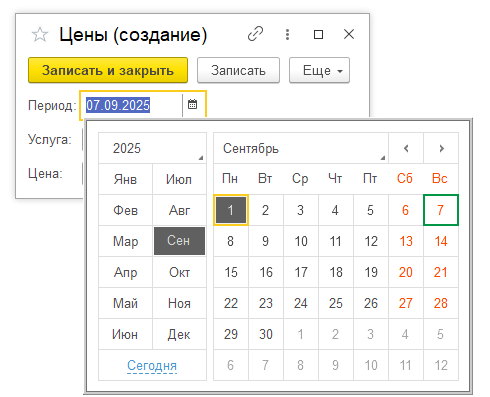 Цены (создание)
Записать и закрыть Записать Еще
Период: 07.09.2025
Услуга:
Цена:
2025 Сентябрь
Янв Июл Пн Вт Ср Чт Пт Сб Вс
Фев Авг 1 2 3 4 5 6 7
Мар Сен 8 9 10 11 12 13 14
Апр Окт 15 16 17 18 19 20 21
Май Ноя 22 23 24 25 26 27 28
Июн Дек 29 30 1 2 3 4 5
Сегодня 6 7 8 9 10 11 12